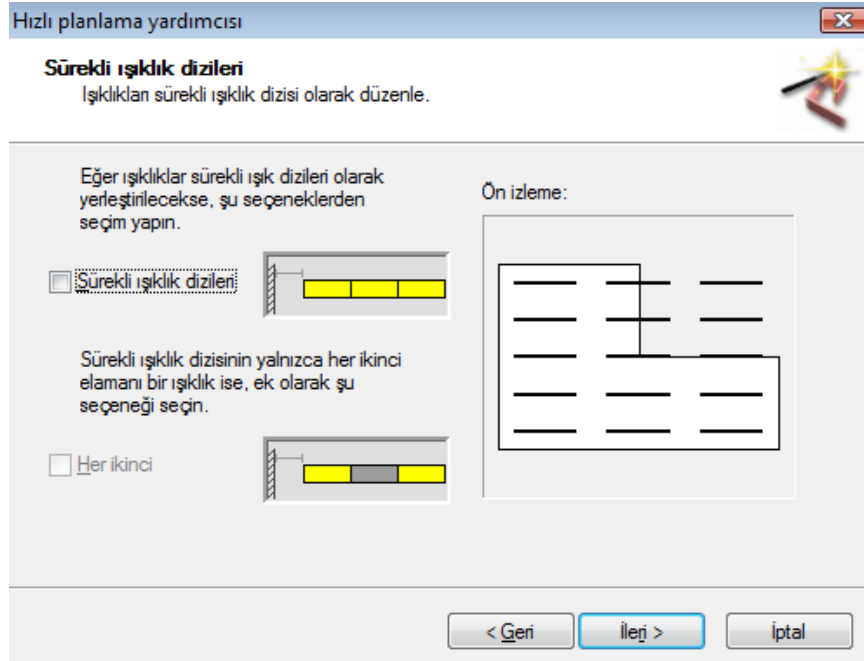 Hızlı planlama yardımcısı
Sürekli ışıklık dizileri
Işıklıkları sürekli ışıklık dizisi olarak düzenle.
Eğer ışıklıklar sürekli ışık dizileri olarak
yerleştirilecekse, şu seçeneklerden
seçim yapın.
Ön izleme:
Sürekli ışıklık dizileri
Sürekli ışıklık dizisinin yalnızca her ikinci
elamanı bir ışıklık ise, ek olarak şu
seçeneği seçin.
Her ikinci
< Geri
İleri >
İptal